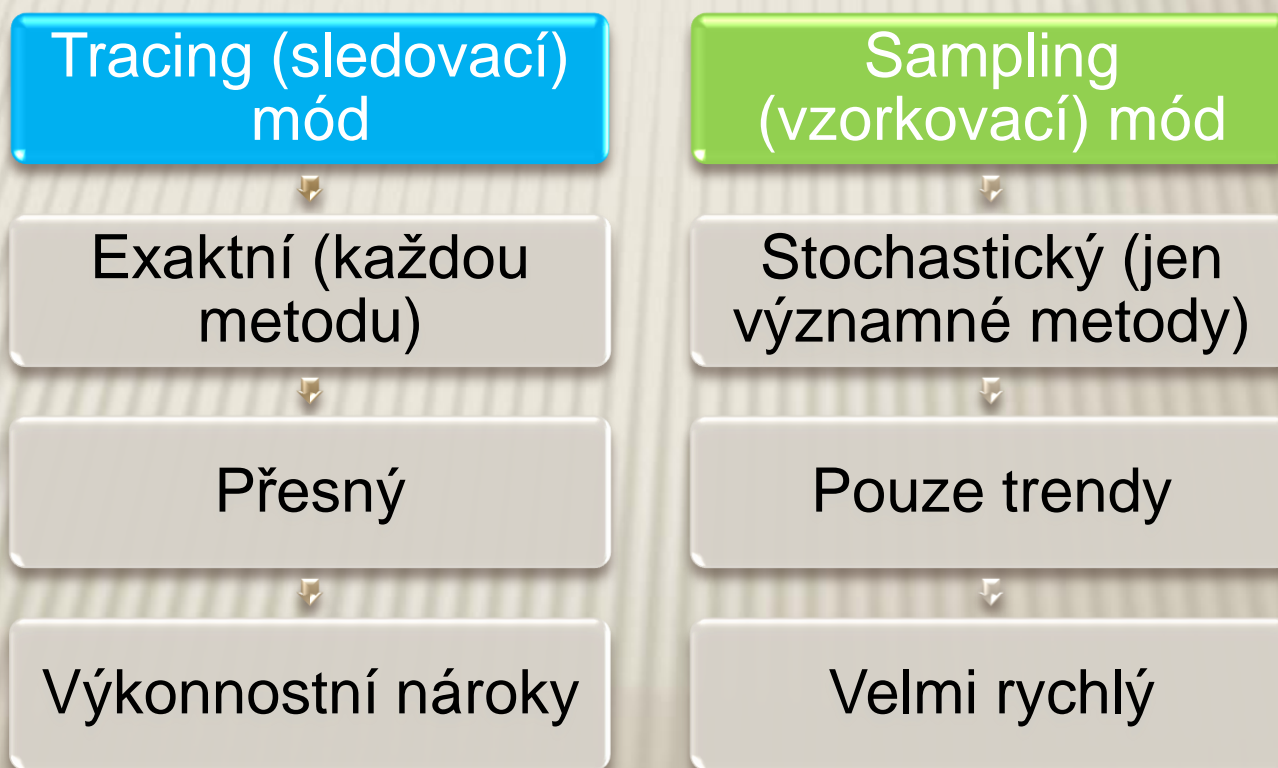 Tracing (sledovací)
mód
Exaktní (každou
metodu)
Přesný
Výkonnostní nároky
Sampling
(vzorkovací) mód
Stochastický (jen
významné metody)
Pouze trendy
Velmi rychlý